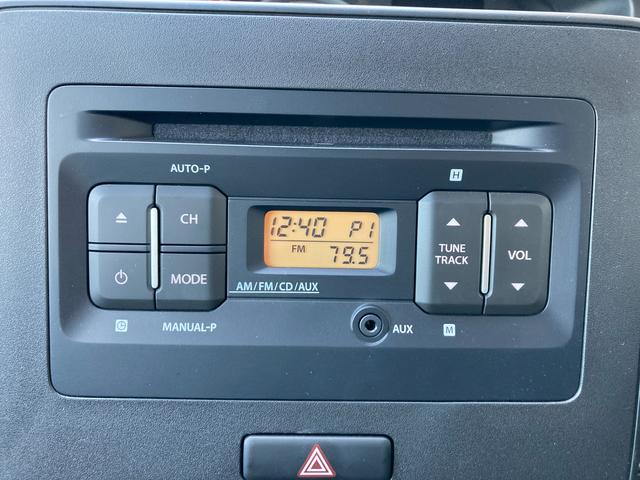 AUTO-P
H
CH
12:40 P1
FM 79.5
TUNE
TRACK
VOL
MODE
AM/FM/CD/AUX
MANUAL-P
AUX
M